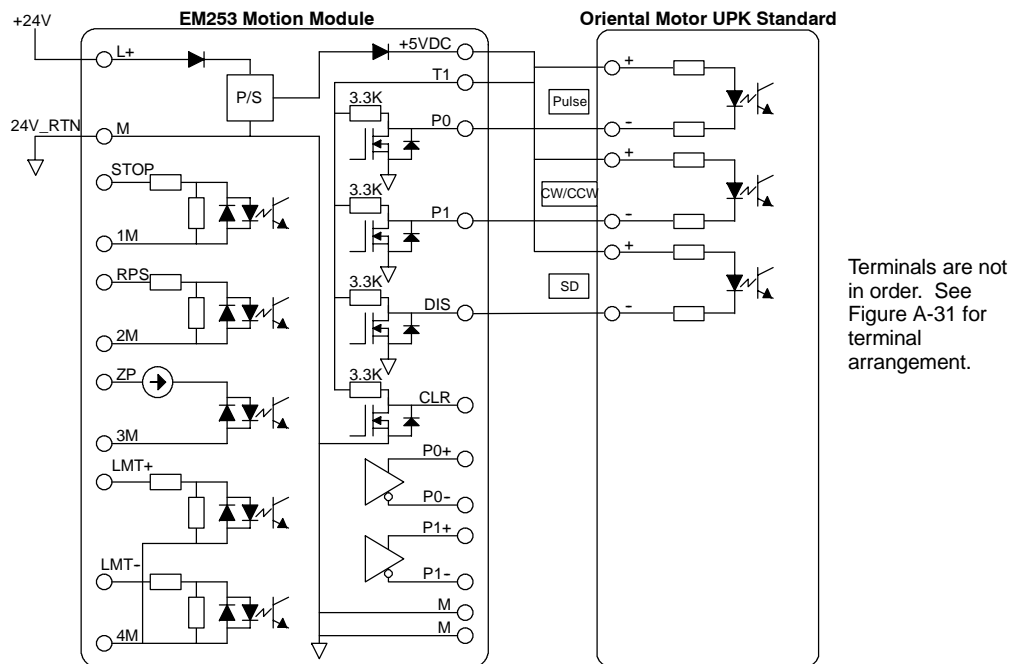 EM253 Motion Module
Oriental Motor UPK Standard
+24V
L+
+5VDC
+
T1
P/S
3.3K
Pulse
P0
-
24V_RTN
M
+
STOP
3.3K
CW/CCW
P1
-
1M
+
RPS
3.3K
SD
DIS
-
2M
Terminals are not
in order. See
Figure A-31 for
terminal
arrangement.
ZP
3.3K
CLR
3M
P0+
LMT+
P0-
P1+
LMT-
P1-
M
4M
M